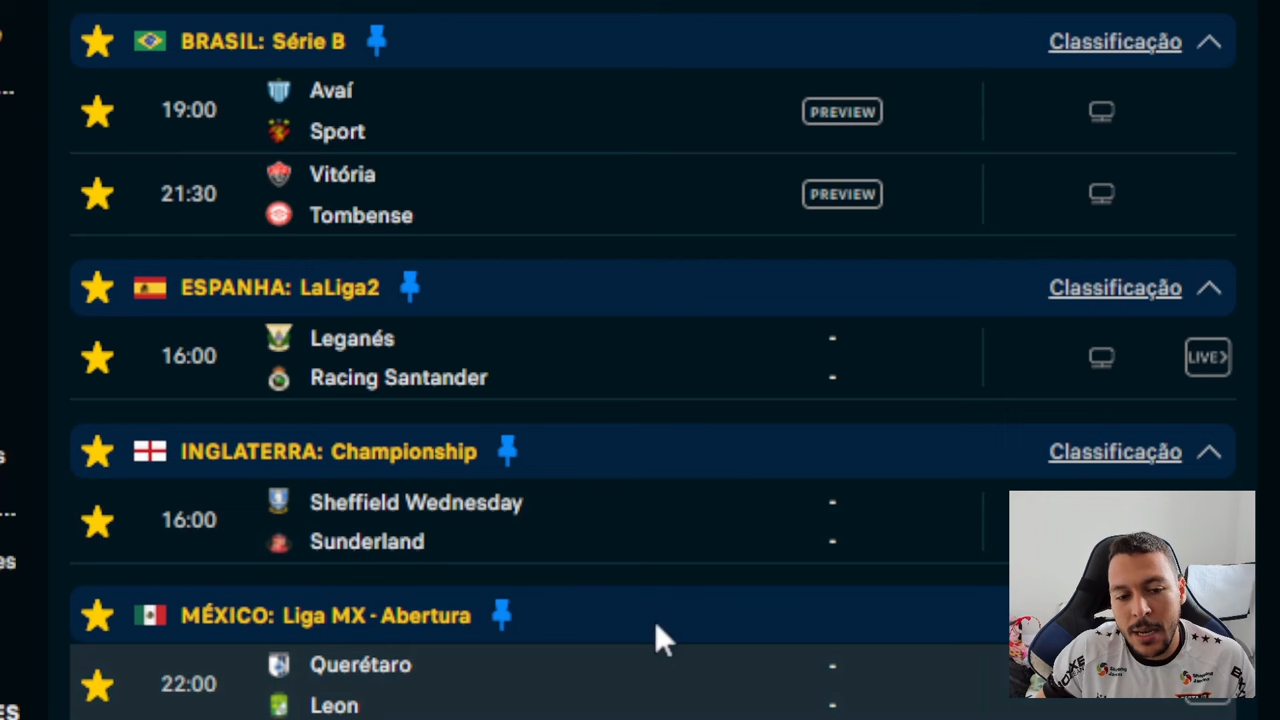 BRASIL: Série B
Classificação
19:00
Avaí
Sport
PREVIEW
21:30
Vitória
Tombense
PREVIEW
ESPANHA: LaLiga2
Classificação
16:00
Leganés
Racing Santander
-
-
LIVE
INGLATERRA: Championship
Classificação
16:00
Sheffield Wednesday
Sunderland
-
-
MÉXICO: Liga MX - Abertura
22:00
Querétaro
Leon
-
-